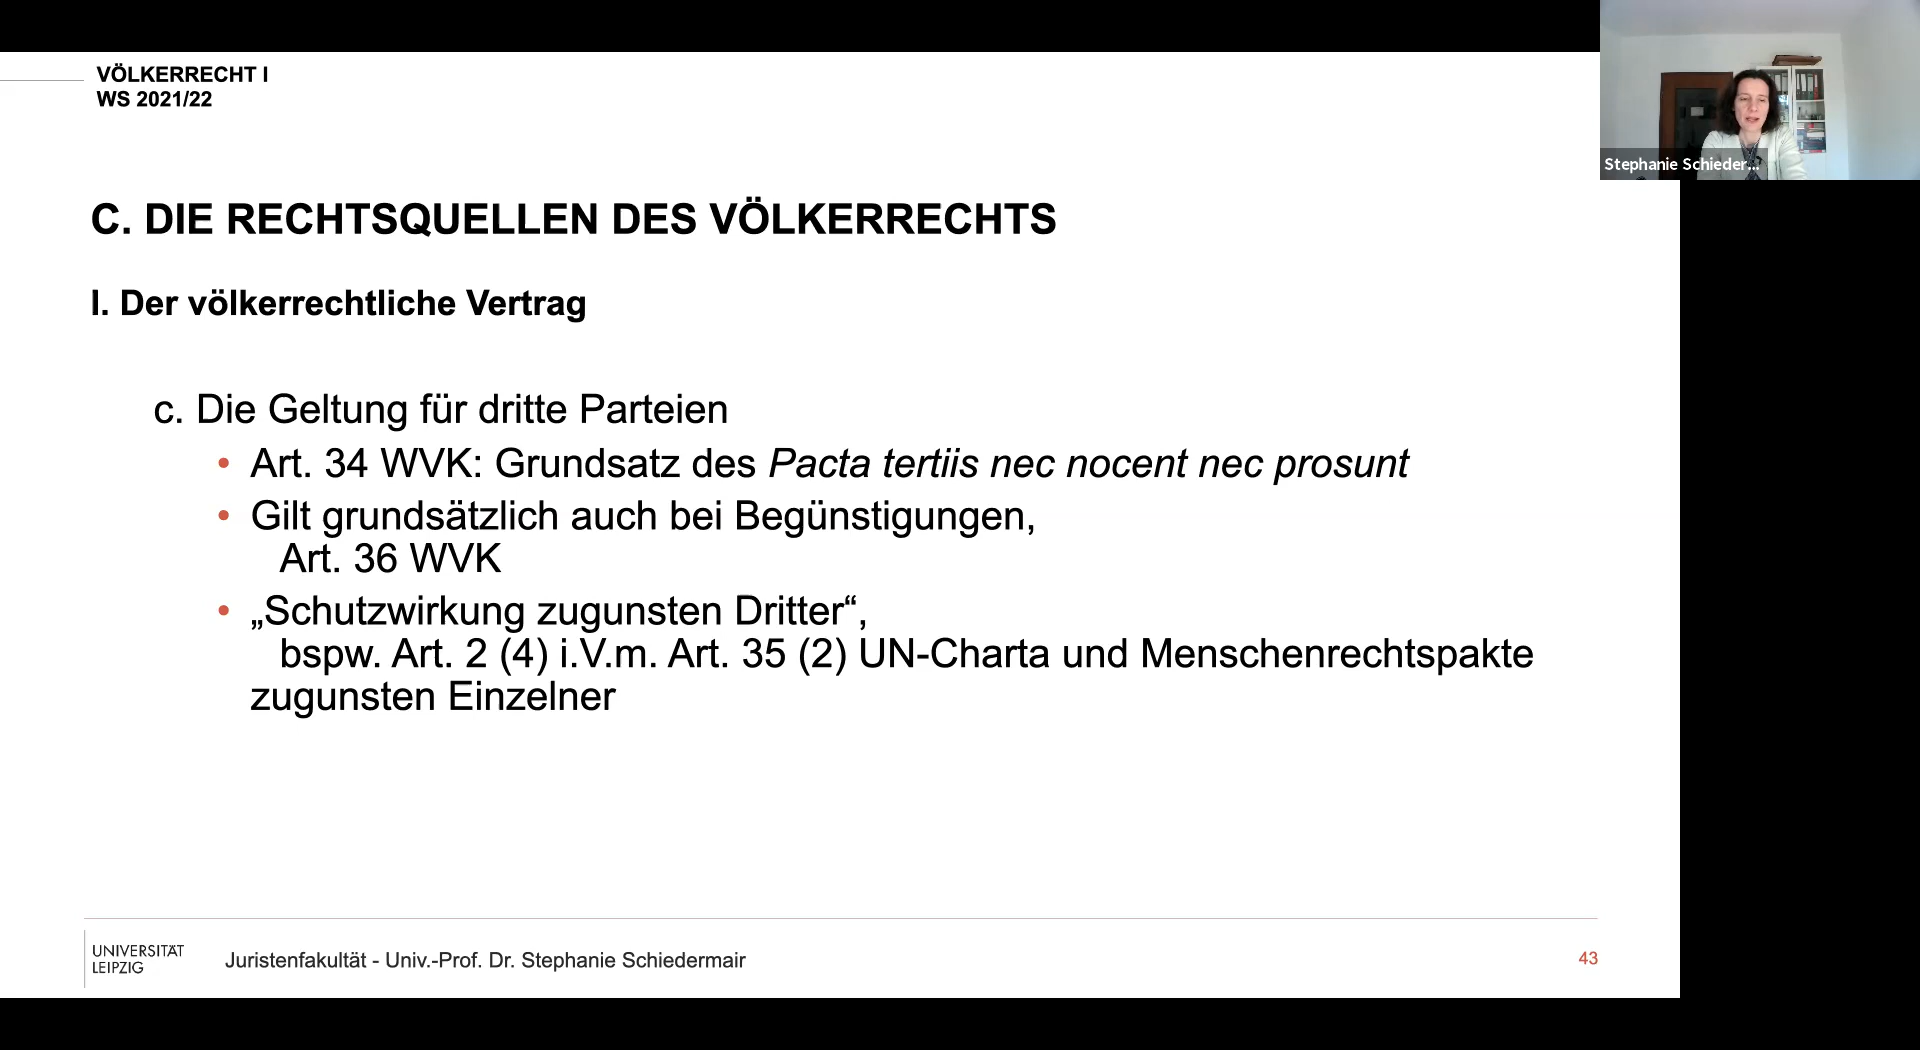 VÖLKERRECHT I
WS 2021/22
Stephanie Schieder...
C. DIE RECHTSQUELLEN DES VÖLKERRECHTS
I. Der völkerrechtliche Vertrag
c. Die Geltung für dritte Parteien
• Art. 34 WVK: Grundsatz des Pacta tertiis nec nocent nec prosunt
• Gilt grundsätzlich auch bei Begünstigungen,
Art. 36 WVK
• „Schutzwirkung zugunsten Dritter“,
bspw. Art. 2 (4) i.V.m. Art. 35 (2) UN-Charta und Menschenrechtspakte
zugunsten Einzelner
UNIVERSITÄT
LEIPZIG
Juristenfakultät - Univ.-Prof. Dr. Stephanie Schiedermair
43